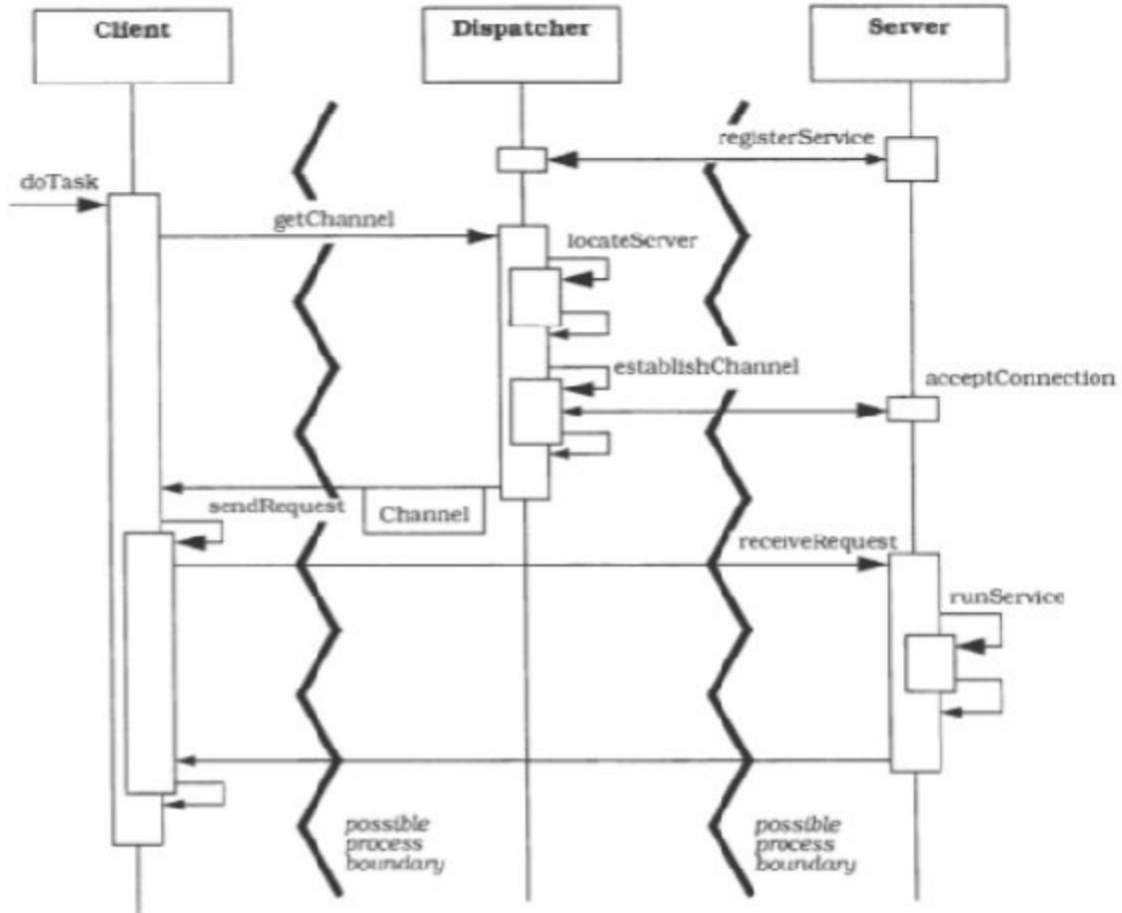 Client
Dispatcher
Server
registerService
doTask
getChannel
locateServer
establishChannel
acceptConnection
sendRequest
Channel
receiveRequest
runService
possible
process
boundary
possible
process
boundary